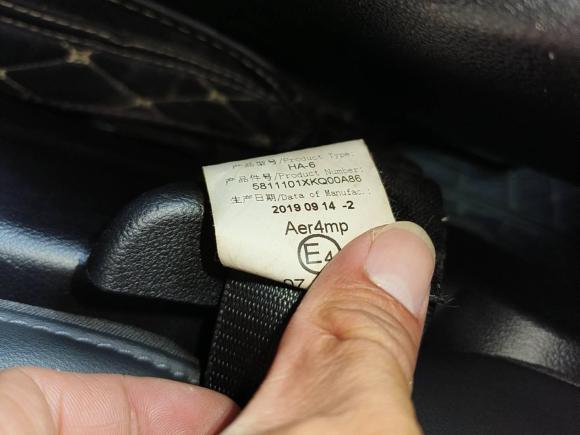 产品型号/Product Type:
HA-6
产品件号/Product Number:
5811101XKQ00A86
生产日期/Data of Manufac.:
2019 09 14 -2
Aer4mp
E4
07